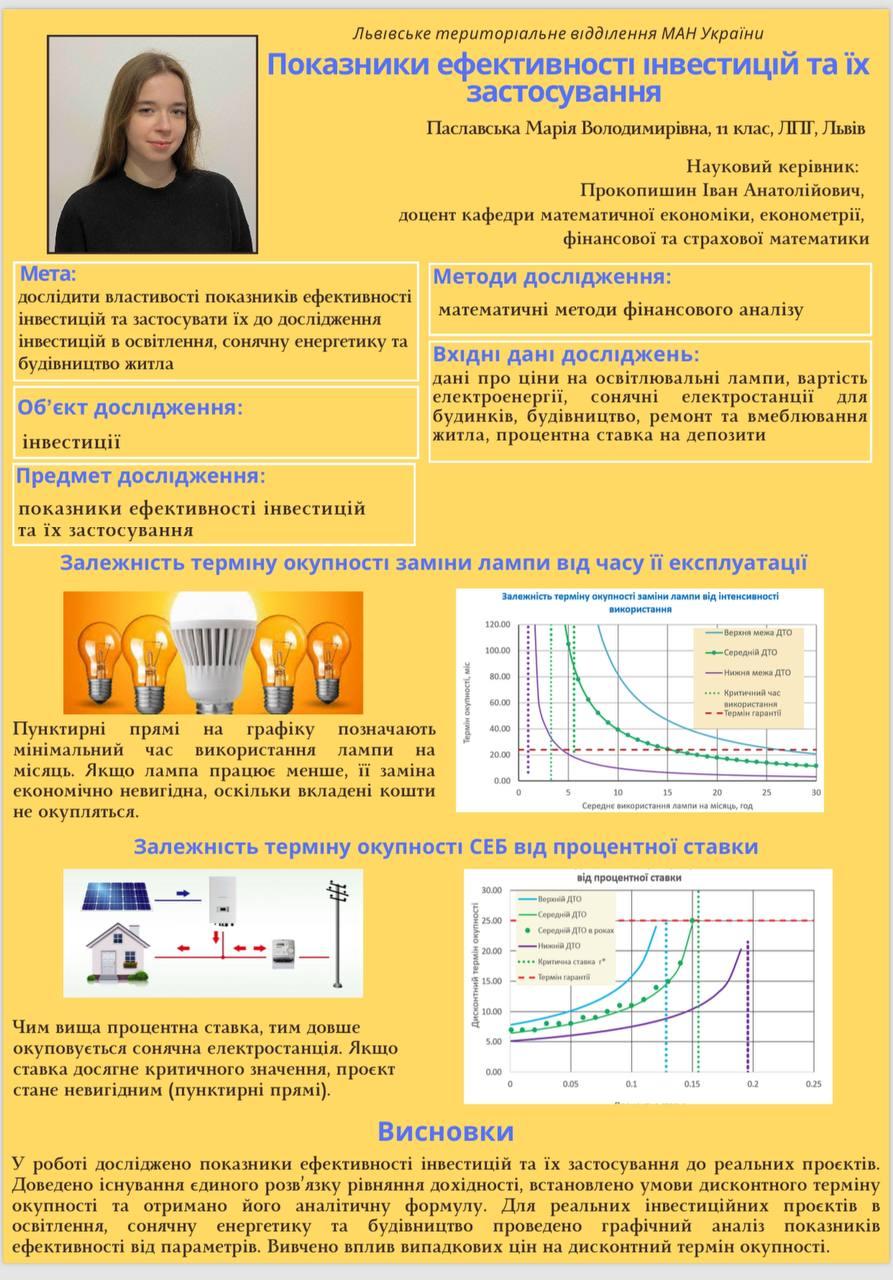 Львівське територіальне відділення МАН України
Показники ефективності інвестицій та їх
застосування
Паславська Марія Володимирівна, 11 клас, ЛПГ, Львів
Науковий керівник:
Прокопишин Іван Анатолійович,
доцент кафедри математичної економіки, економетрії,
фінансової та страхової математики
Мета:
дослідити властивості показників ефективності
інвестицій та застосувати їх до дослідження
інвестицій в освітлення, сонячну енергетику та
будівництво житла
Об’єкт дослідження:
інвестиції
Предмет дослідження:
показники ефективності інвестицій
та їх застосування
Методи дослідження:
математичні методи фінансового аналізу
Вхідні дані досліджень:
дані про ціни на освітлювальні лампи, вартість
електроенергії, сонячні електростанції для
будинків, будівництво, ремонт та вмеблювання
житла, процентна ставка на депозити
Залежність терміну окупності заміни лампи від часу її експлуатації
Пунктирні прямі на графіку позначають
мінімальний час використання лампи на
місяць. Якщо лампа працює менше, її заміна
економічно невигідна, оскільки вкладені кошти
не окупляться.
Залежність терміну окупності заміни лампи від інтенсивності
використання
Термін окупності, міс
120.00
100.00
80.00
60.00
40.00
20.00
0.00
0 5 10 15 20 25 30
Середнє використання лампи на місяць, год
Верхня межа ДТО
Середній ДТО
Нижня межа ДТО
Критичний час
використання
Термін гарантії
Залежність терміну окупності СЕБ від процентної ставки
Чим вища процентна ставка, тим довше
окуповується сонячна електростанція. Якщо
ставка досягне критичного значення, проєкт
стане невигідним (пунктирні прямі).
від процентної ставки
Дисконтний термін окупності
30.00
25.00
20.00
15.00
10.00
5.00
0.00
0 0.05 0.1 0.15 0.2 0.25
Верхній ДТО
Середній ДТО
Середній ДТО в роках
Нижній ДТО
Критична ставка r*
Термін гарантії
Висновки
У роботі досліджено показники ефективності інвестицій та їх застосування до реальних проєктів.
Доведено існування єдиного розв’язку рівняння дохідності, встановлено умови дисконтного терміну
окупності та отримано його аналітичну формулу. Для реальних інвестиційних проєктів в
освітлення, сонячну енергетику та будівництво проведено графічний аналіз показників
ефективності від параметрів. Вивчено вплив випадкових цін на дисконтний термін окупності.